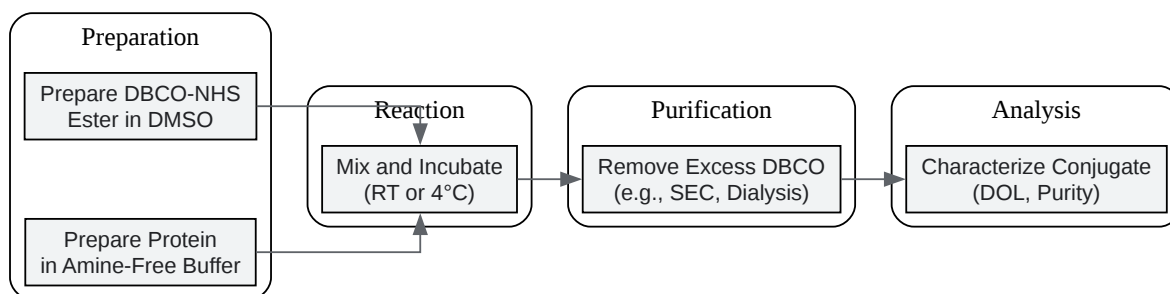 Preparation
Prepare DBCO-NHS
Ester in DMSO
Prepare Protein
in Amine-Free Buffer
Reaction
Mix and Incubate
(RT or 4°C)
Purification
Remove Excess DBCO
(e.g., SEC, Dialysis)
Analysis
Characterize Conjugate
(DOL, Purity)